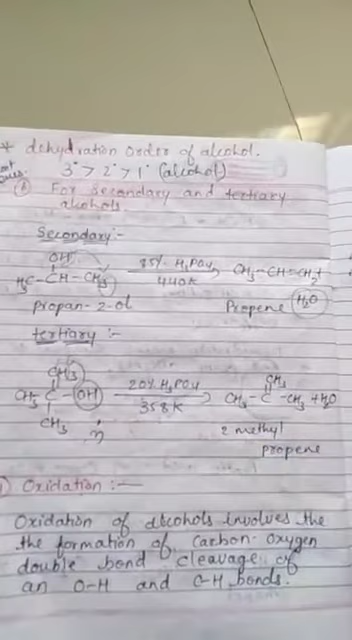 * dehydration order of alcohol.
3° > 2° > 1° (alcohol)
(A) For secondary and tertiary
alcohols
Secondary :-
OH
H3C-CH-CH3 85% H3PO4 440K CH3-CH=CH2+
propan-2-ol Propene H2O
tertiary :-
CH3 CH3
CH3-C-OH 20% H3PO4 358K CH3-C-CH3 + H2O
CH3
2 methyl
propene
Oxidation :-
Oxidation of alcohols involves the
the formation of carbon-oxygen
double bond cleavage of
an O-H and C-H bonds.